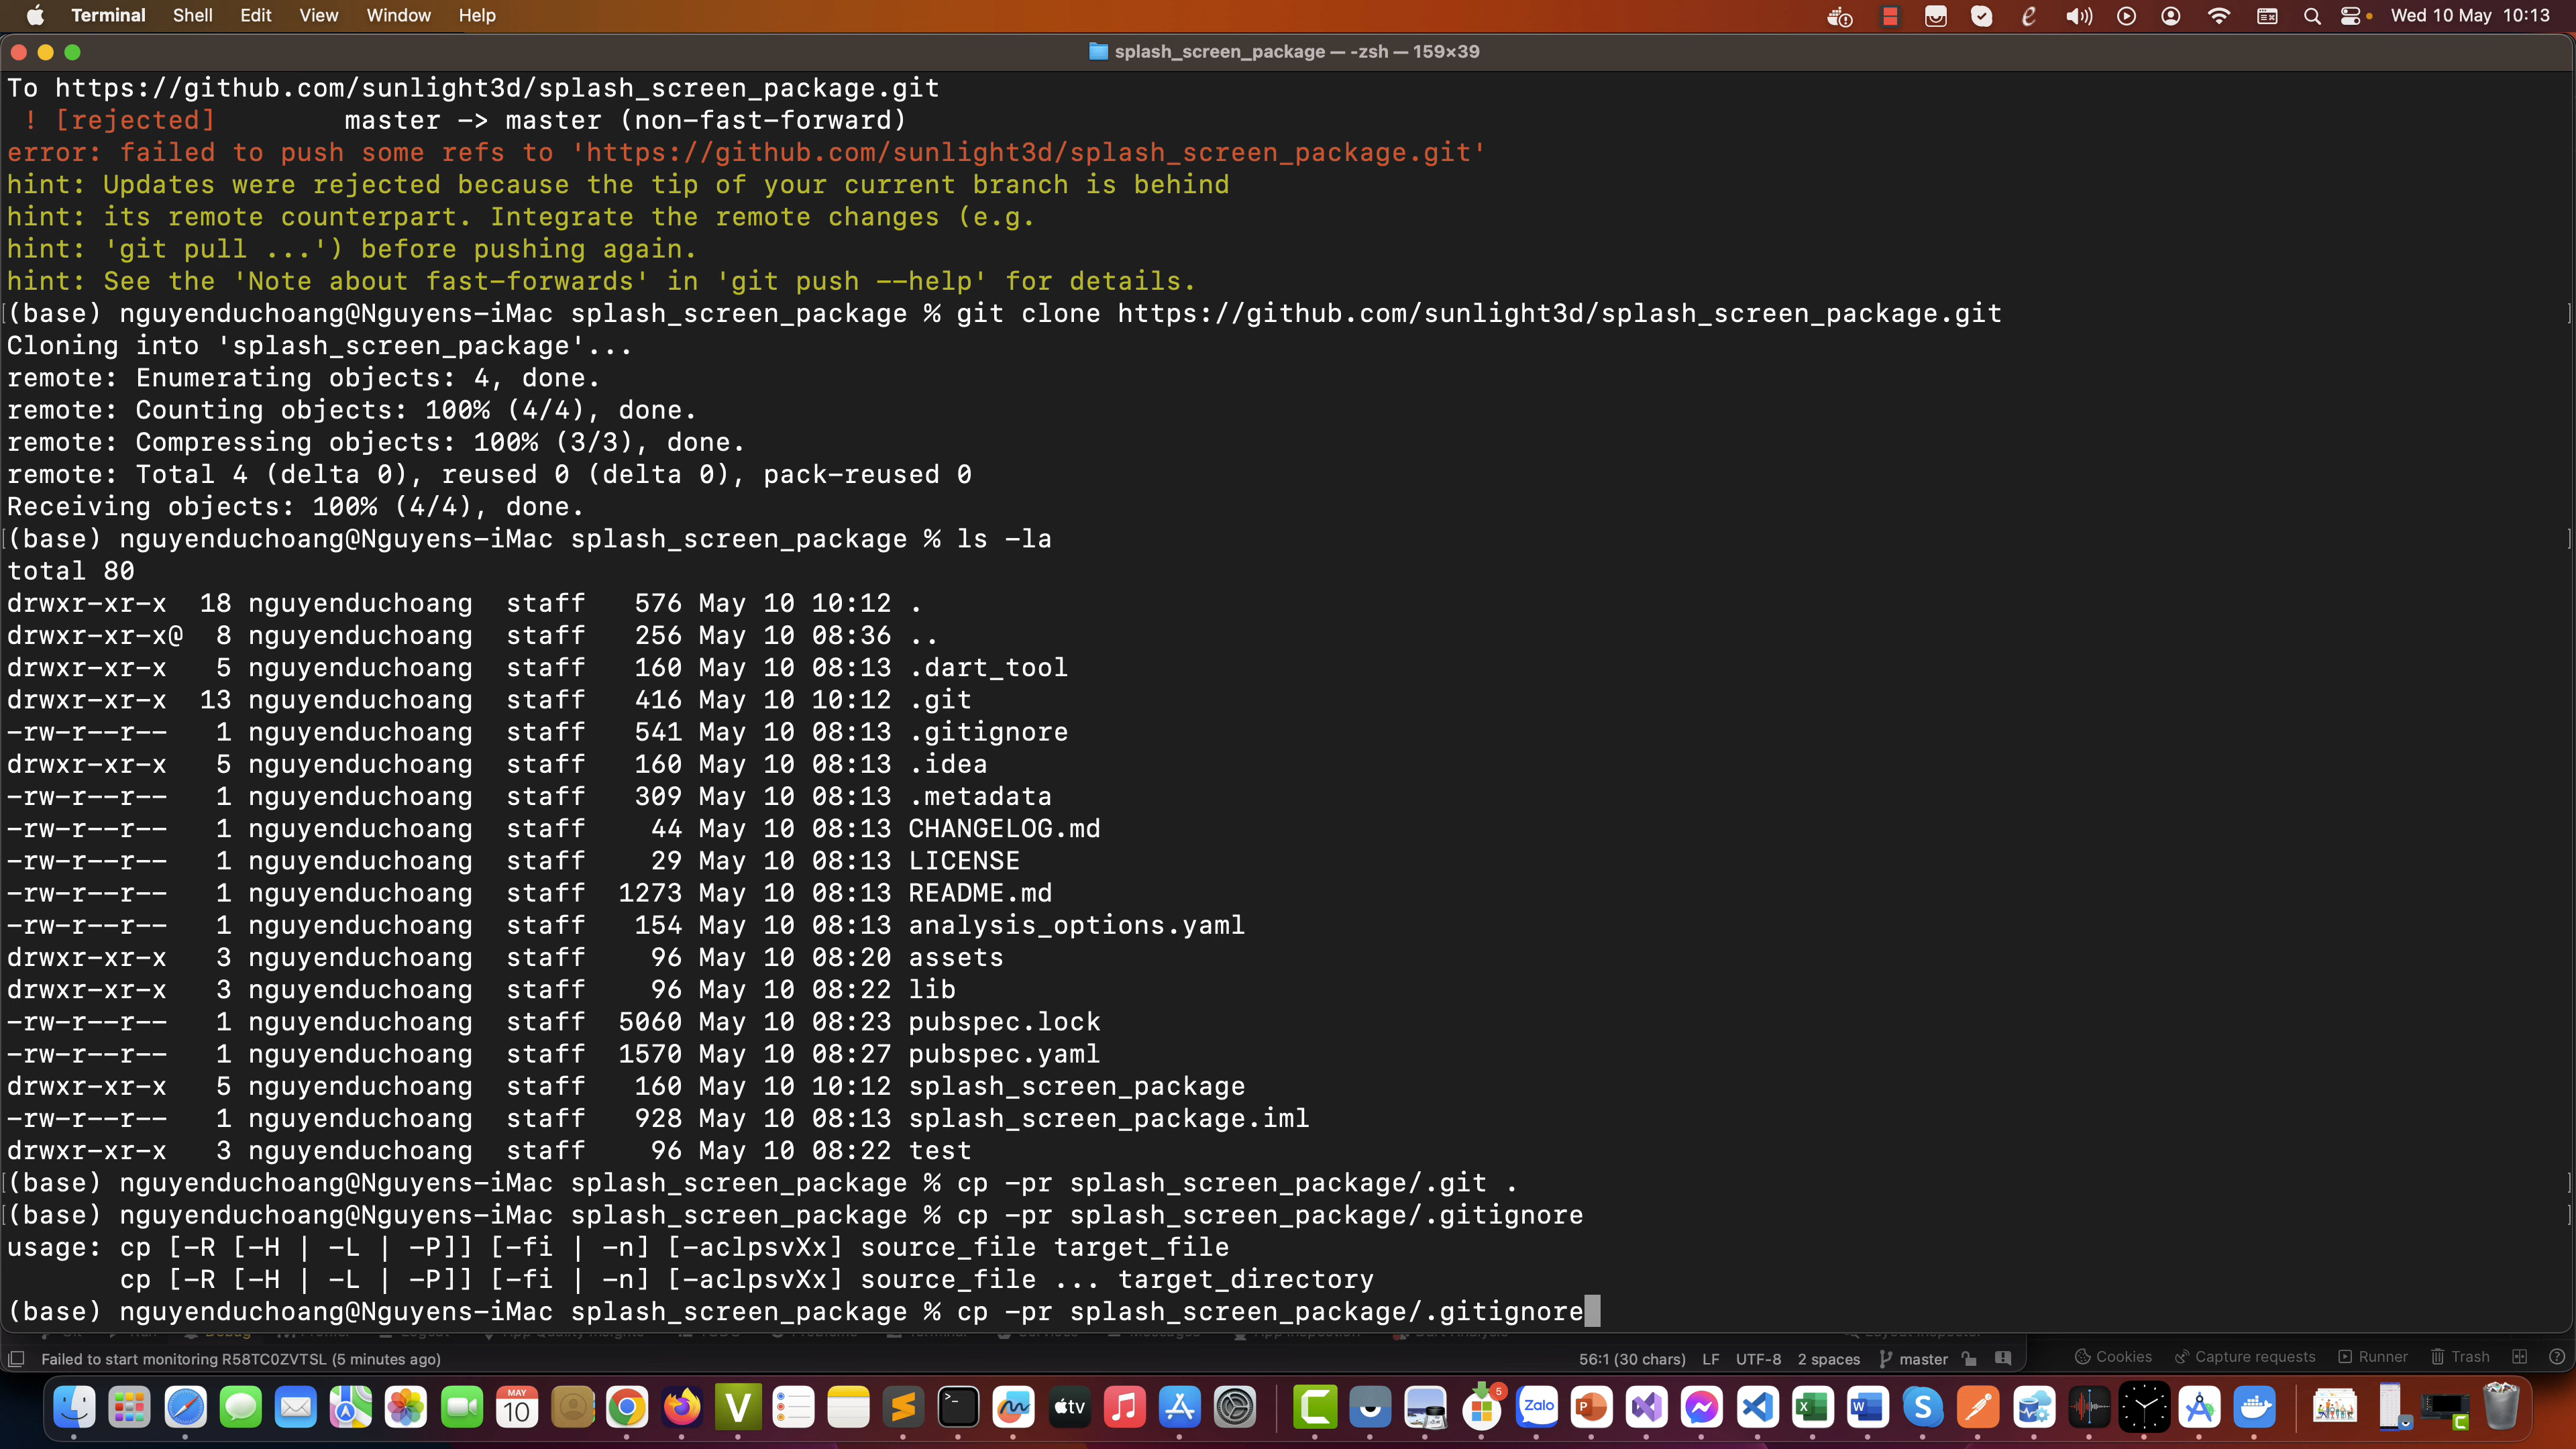 Terminal Shell Edit View Window Help Wed 10 May 10:13
splash_screen_package — -zsh — 159×39
To https://github.com/sunlight3d/splash_screen_package.git
! [rejected] master -> master (non-fast-forward)
error: failed to push some refs to 'https://github.com/sunlight3d/splash_screen_package.git'
hint: Updates were rejected because the tip of your current branch is behind
hint: its remote counterpart. Integrate the remote changes (e.g.
hint: 'git pull ...') before pushing again.
hint: See the 'Note about fast-forwards' in 'git push --help' for details.
[(base) nguyenduchoang@Nguyens-iMac splash_screen_package % git clone https://github.com/sunlight3d/splash_screen_package.git ]
Cloning into 'splash_screen_package'...
remote: Enumerating objects: 4, done.
remote: Counting objects: 100% (4/4), done.
remote: Compressing objects: 100% (3/3), done.
remote: Total 4 (delta 0), reused 0 (delta 0), pack-reused 0
Receiving objects: 100% (4/4), done.
[(base) nguyenduchoang@Nguyens-iMac splash_screen_package % ls -la ]
total 80
drwxr-xr-x 18 nguyenduchoang staff 576 May 10 10:12 .
drwxr-xr-x@ 8 nguyenduchoang staff 256 May 10 08:36 ..
drwxr-xr-x 5 nguyenduchoang staff 160 May 10 08:13 .dart_tool
drwxr-xr-x 13 nguyenduchoang staff 416 May 10 10:12 .git
-rw-r--r-- 1 nguyenduchoang staff 541 May 10 08:13 .gitignore
drwxr-xr-x 5 nguyenduchoang staff 160 May 10 08:13 .idea
-rw-r--r-- 1 nguyenduchoang staff 309 May 10 08:13 .metadata
-rw-r--r-- 1 nguyenduchoang staff 44 May 10 08:13 CHANGELOG.md
-rw-r--r-- 1 nguyenduchoang staff 29 May 10 08:13 LICENSE
-rw-r--r-- 1 nguyenduchoang staff 1273 May 10 08:13 README.md
-rw-r--r-- 1 nguyenduchoang staff 154 May 10 08:13 analysis_options.yaml
drwxr-xr-x 3 nguyenduchoang staff 96 May 10 08:20 assets
drwxr-xr-x 3 nguyenduchoang staff 96 May 10 08:22 lib
-rw-r--r-- 1 nguyenduchoang staff 5060 May 10 08:23 pubspec.lock
-rw-r--r-- 1 nguyenduchoang staff 1570 May 10 08:27 pubspec.yaml
drwxr-xr-x 5 nguyenduchoang staff 160 May 10 10:12 splash_screen_package
-rw-r--r-- 1 nguyenduchoang staff 928 May 10 08:13 splash_screen_package.iml
drwxr-xr-x 3 nguyenduchoang staff 96 May 10 08:22 test
[(base) nguyenduchoang@Nguyens-iMac splash_screen_package % cp -pr splash_screen_package/.git . ]
[(base) nguyenduchoang@Nguyens-iMac splash_screen_package % cp -pr splash_screen_package/.gitignore ]
usage: cp [-R [-H | -L | -P]] [-fi | -n] [-aclpsvXx] source_file target_file
cp [-R [-H | -L | -P]] [-fi | -n] [-aclpsvXx] source_file ... target_directory
(base) nguyenduchoang@Nguyens-iMac splash_screen_package % cp -pr splash_screen_package/.gitignore
Failed to start monitoring R58TC0ZVTSL (5 minutes ago) 56:1 (30 chars) LF UTF-8 2 spaces master Cookies Capture requests Runner Trash
MAY
10
tv
5
Zalo